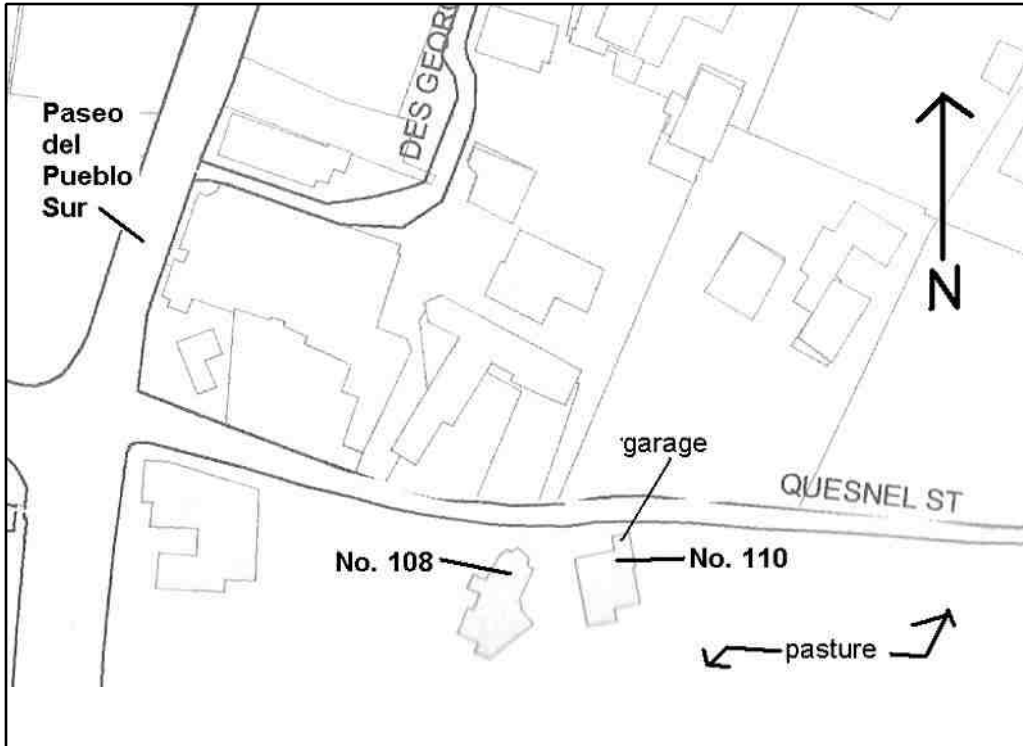 Paseo
del
Pueblo
Sur
DES GEORG
N
garage
QUESNEL ST
No. 108
No. 110
pasture